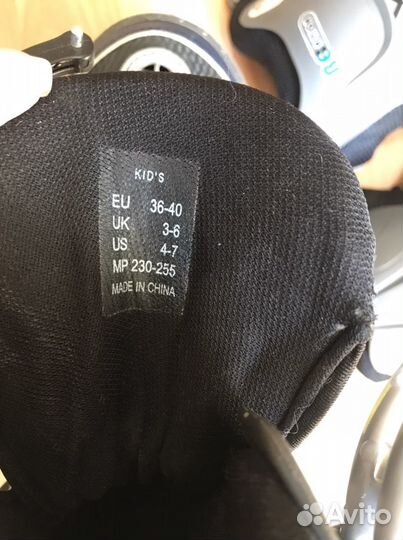 KID'S
EU 36-40
UK 3-6
US 4-7
MP 230-255
MADE IN CHINA
Avito